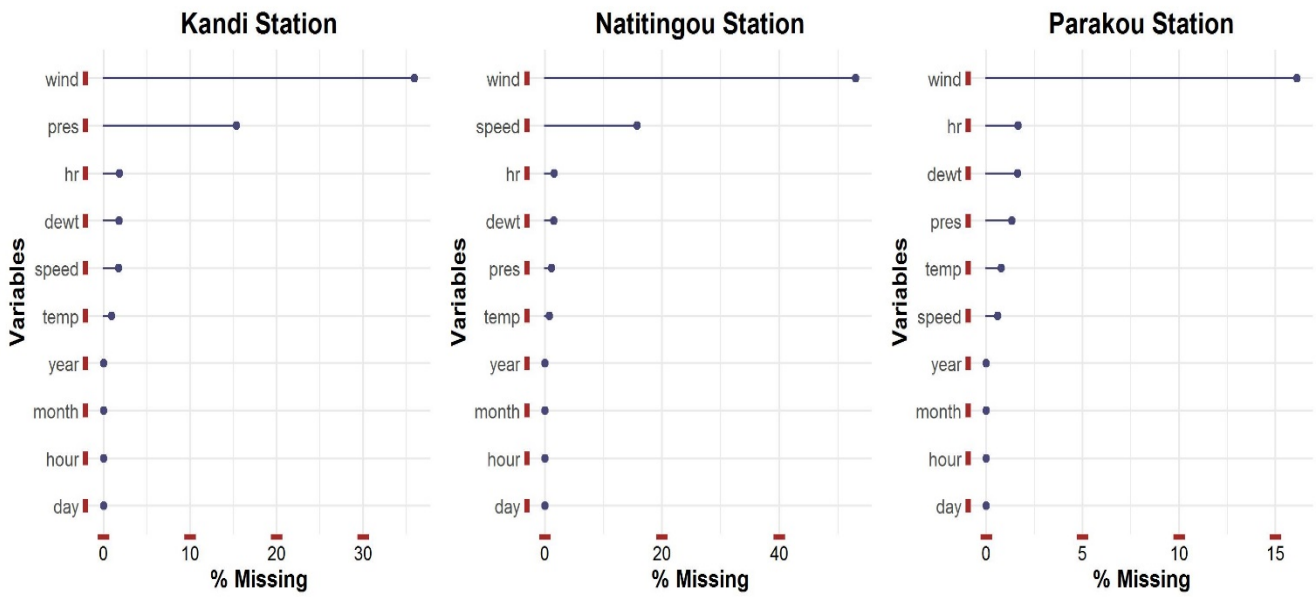 Kandi Station
Variables
wind
pres
hr
dewt
speed
temp
year
month
hour
day
0 10 20 30
% Missing
Natitingou Station
Variables
wind
speed
hr
dewt
pres
temp
year
month
hour
day
0 20 40
% Missing
Parakou Station
Variables
wind
hr
dewt
pres
temp
speed
year
month
hour
day
0 5 10 15
% Missing